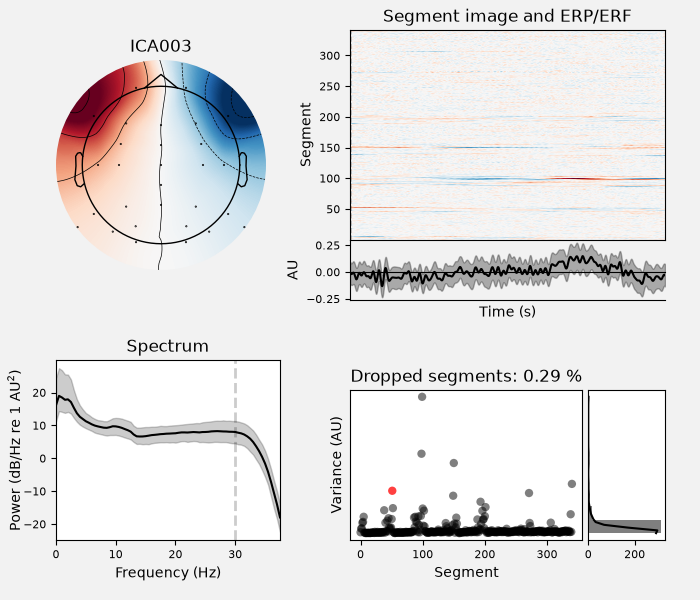 ICA003
Segment image and ERP/ERF
Segment
300
250
200
150
100
50
AU
0.25
0.00
−0.25
Time (s)
Spectrum
Power (dB/Hz re 1 AU²)
20
10
0
−10
−20
0
10
20
30
Frequency (Hz)
Dropped segments: 0.29 %
Variance (AU)
0
100
200
300
Segment
0
200